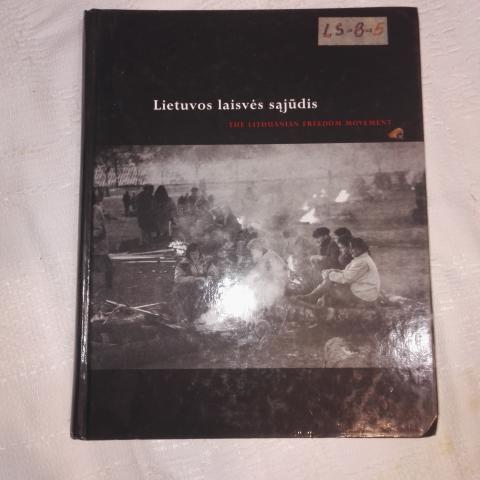 LS-B-5
Lietuvos laisvės sąjūdis
THE LITHUANIAN FREEDOM MOVEMENT